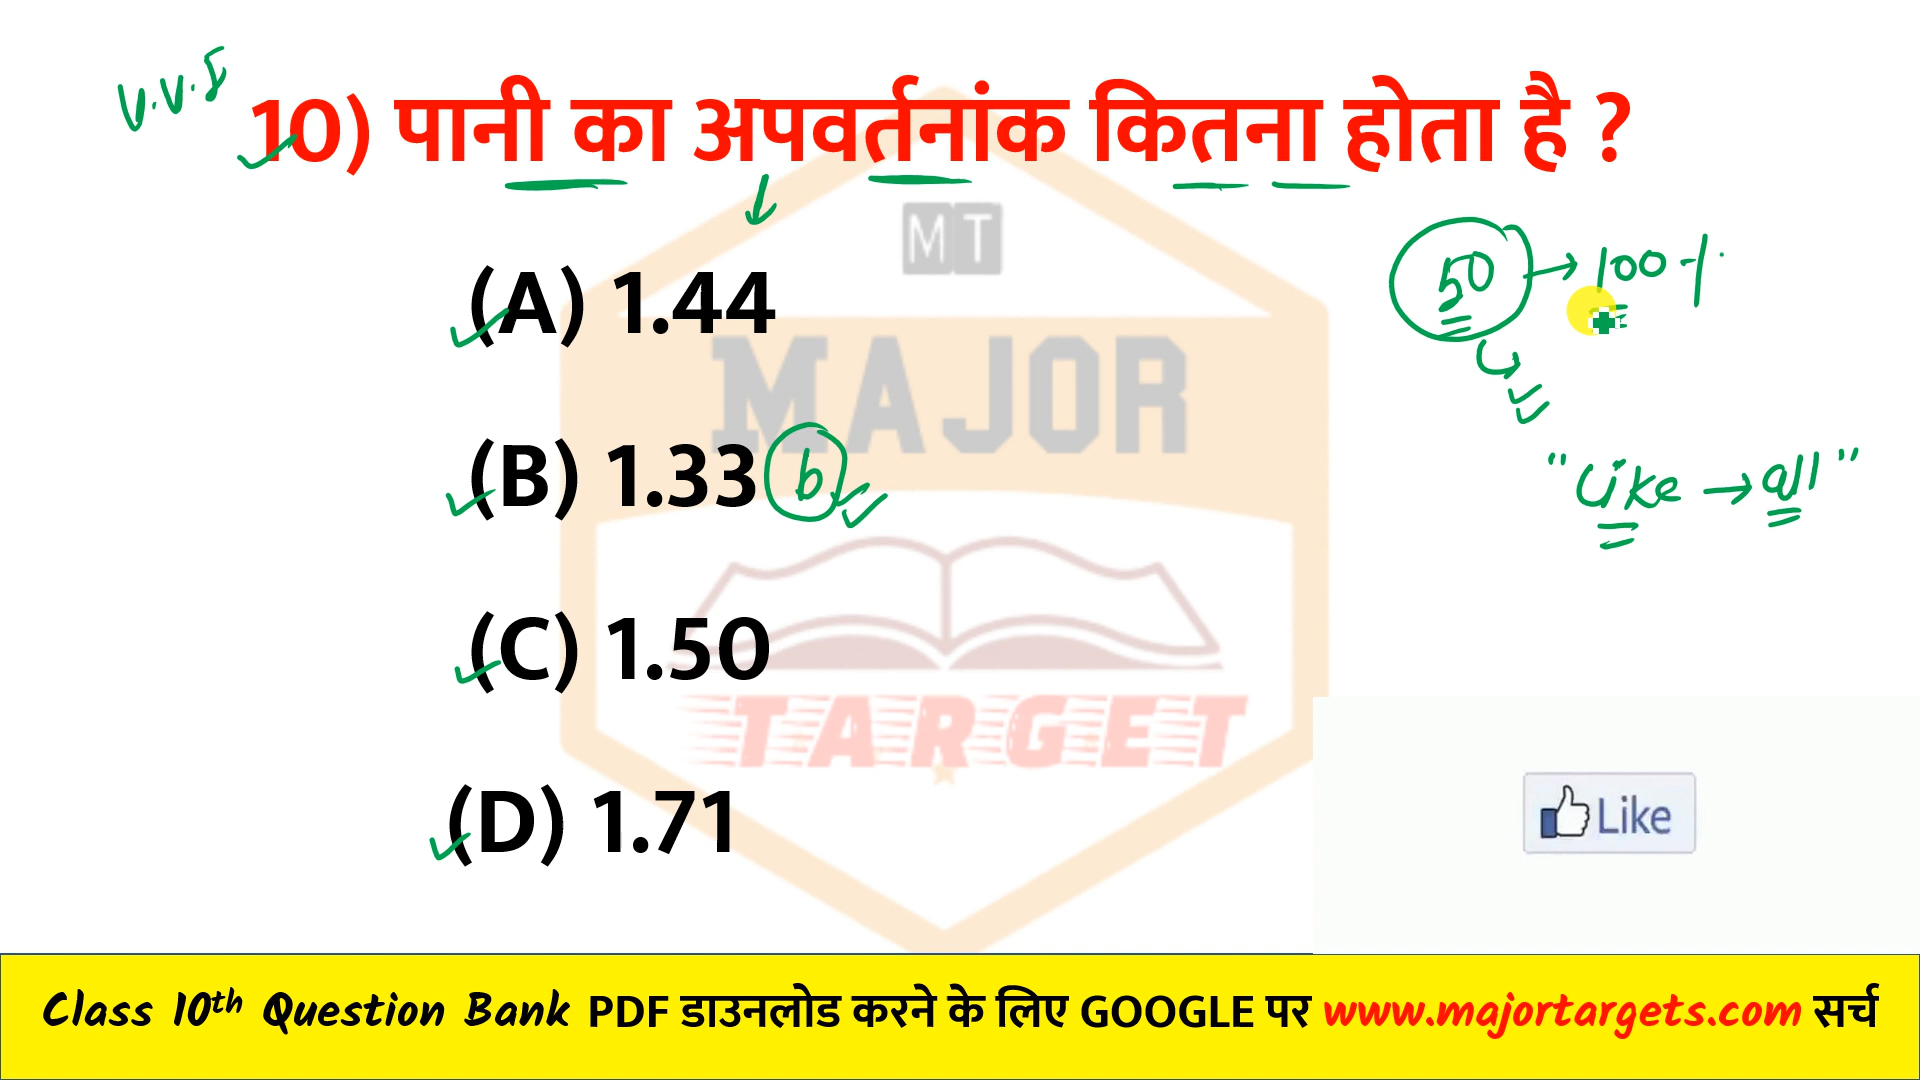 V.V.I
10) पानी का अपवर्तनांक कितना होता है ?
MT
50 → 100%
(A) 1.44
MAJOR
(B) 1.33 b
"Like → all"
(C) 1.50
TARGET
(D) 1.71
Like
Class 10th Question Bank PDF डाउनलोड करने के लिए GOOGLE पर www.majortargets.com सर्च